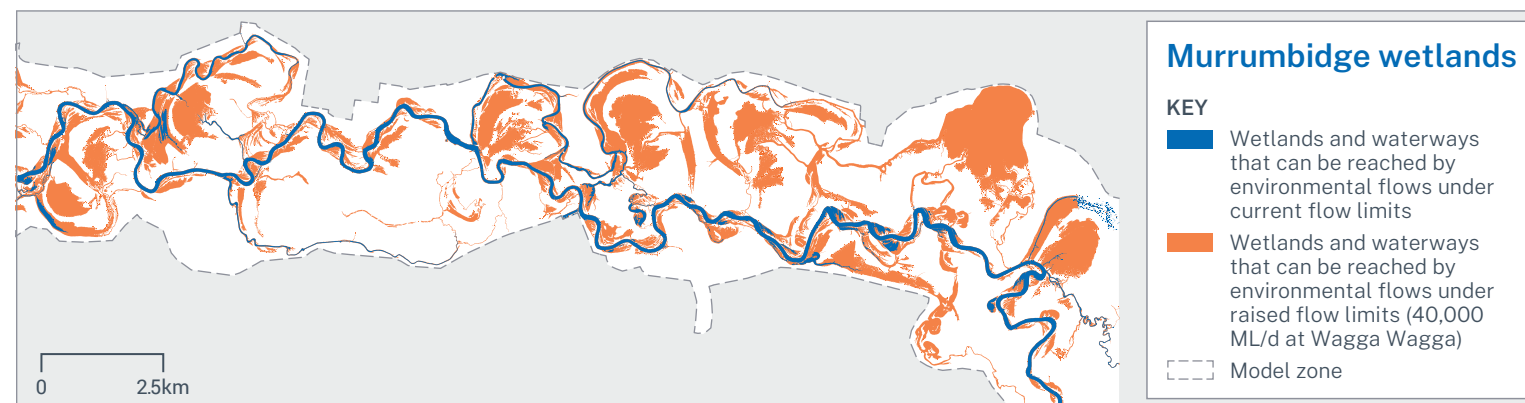 Murrumbidge wetlands
KEY
Wetlands and waterways
that can be reached by
environmental flows under
current flow limits
Wetlands and waterways
that can be reached by
environmental flows under
raised flow limits (40,000
ML/d at Wagga Wagga)
Model zone
0 2.5km